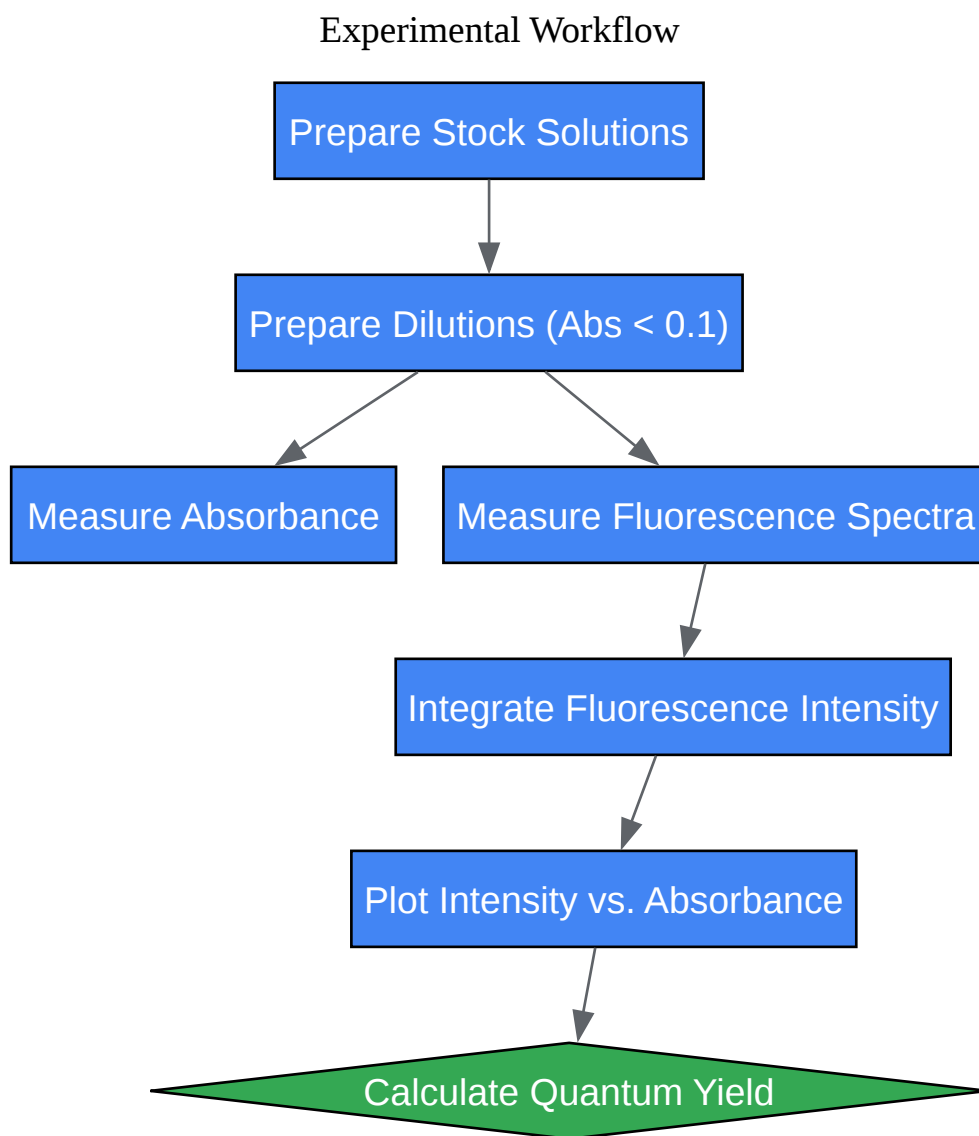 Experimental Workflow
Prepare Stock Solutions
Prepare Dilutions (Abs < 0.1)
Measure Absorbance
Measure Fluorescence Spectra
Integrate Fluorescence Intensity
Plot Intensity vs. Absorbance
Calculate Quantum Yield